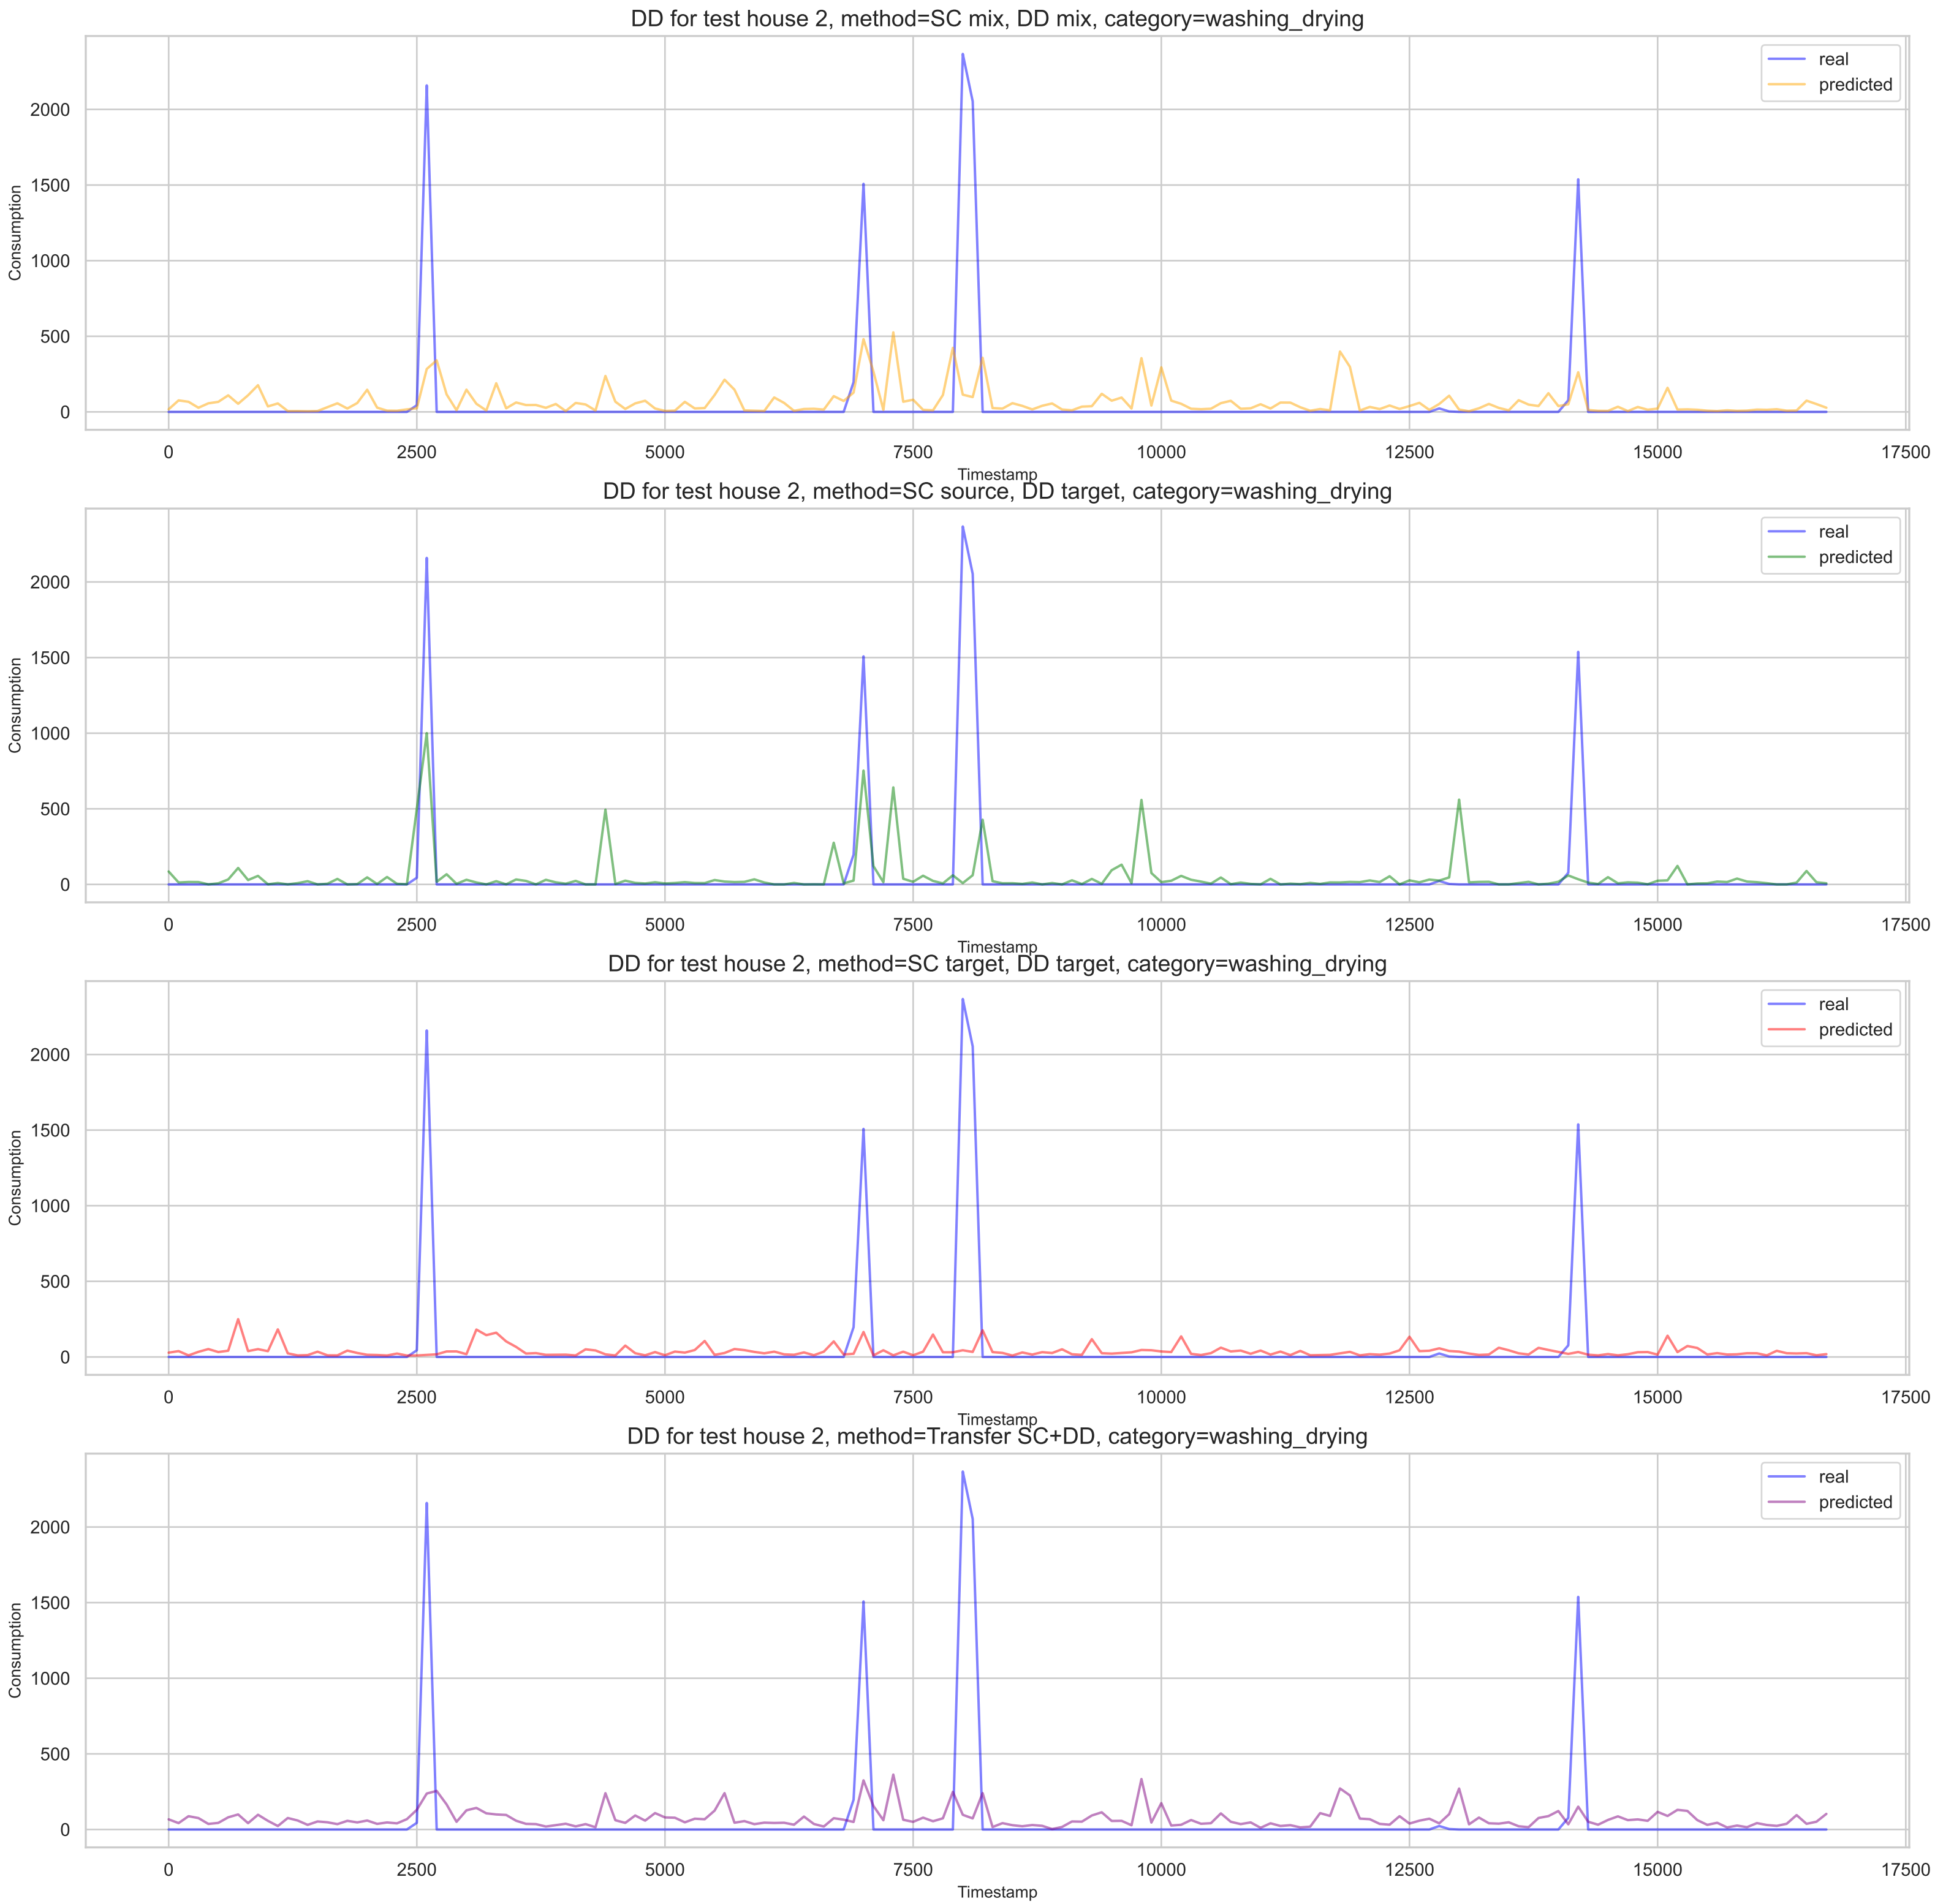 DD for test house 2, method=SC mix, DD mix, category=washing_drying
real
predicted
Consumption
2000
1500
1000
500
0
0 2500 5000 7500 10000 12500 15000 17500
Timestamp
DD for test house 2, method=SC source, DD target, category=washing_drying
real
predicted
Consumption
2000
1500
1000
500
0
0 2500 5000 7500 10000 12500 15000 17500
Timestamp
DD for test house 2, method=SC target, DD target, category=washing_drying
real
predicted
Consumption
2000
1500
1000
500
0
0 2500 5000 7500 10000 12500 15000 17500
Timestamp
DD for test house 2, method=Transfer SC+DD, category=washing_drying
real
predicted
Consumption
2000
1500
1000
500
0
0 2500 5000 7500 10000 12500 15000 17500
Timestamp